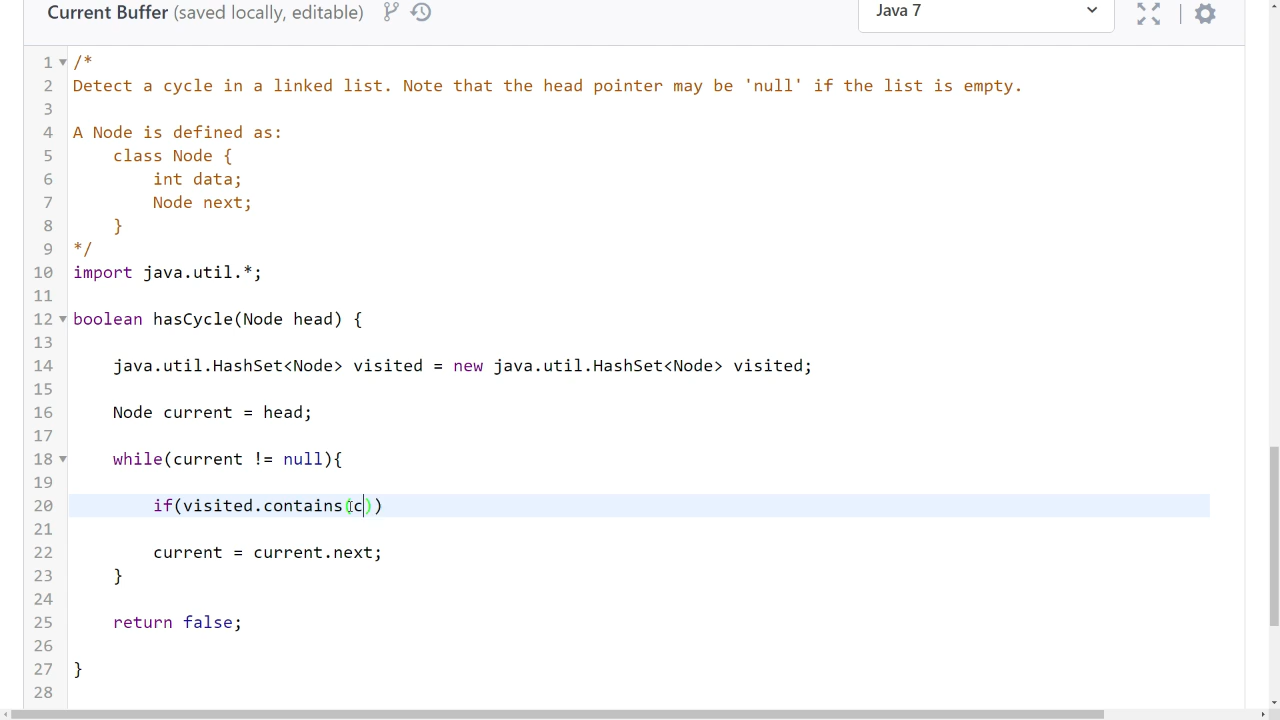 Current Buffer (saved locally, editable) Java 7
1 /*
2 Detect a cycle in a linked list. Note that the head pointer may be 'null' if the list is empty.
3
4 A Node is defined as:
5     class Node {
6         int data;
7         Node next;
8     }
9 */
10 import java.util.*;
11
12 boolean hasCycle(Node head) {
13
14     java.util.HashSet<Node> visited = new java.util.HashSet<Node> visited;
15
16     Node current = head;
17
18     while(current != null){
19
20         if(visited.contains(c))
21
22         current = current.next;
23     }
24
25     return false;
26
27 }
28